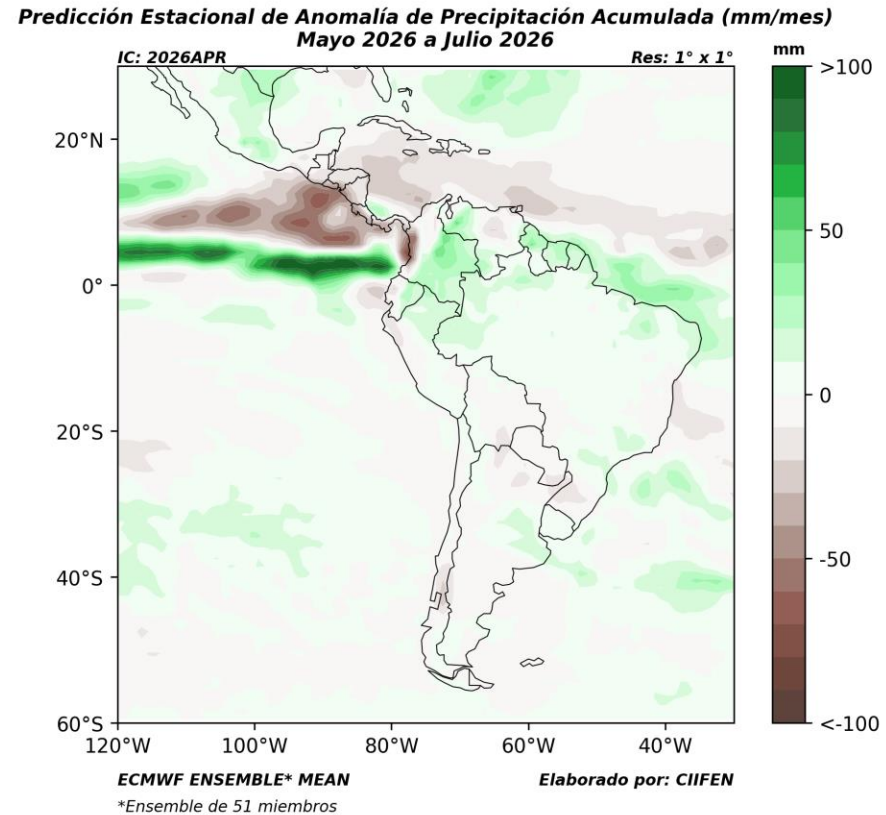 Predicción Estacional de Anomalía de Precipitación Acumulada (mm/mes)
Mayo 2026 a Julio 2026
IC: 2026APR
Res: 1° x 1°
mm
>100
50
0
-50
<-100
20°N
0°
20°S
40°S
60°S
120°W
100°W
80°W
60°W
40°W
ECMWF ENSEMBLE* MEAN
Elaborado por: CIIFEN
*Ensemble de 51 miembros